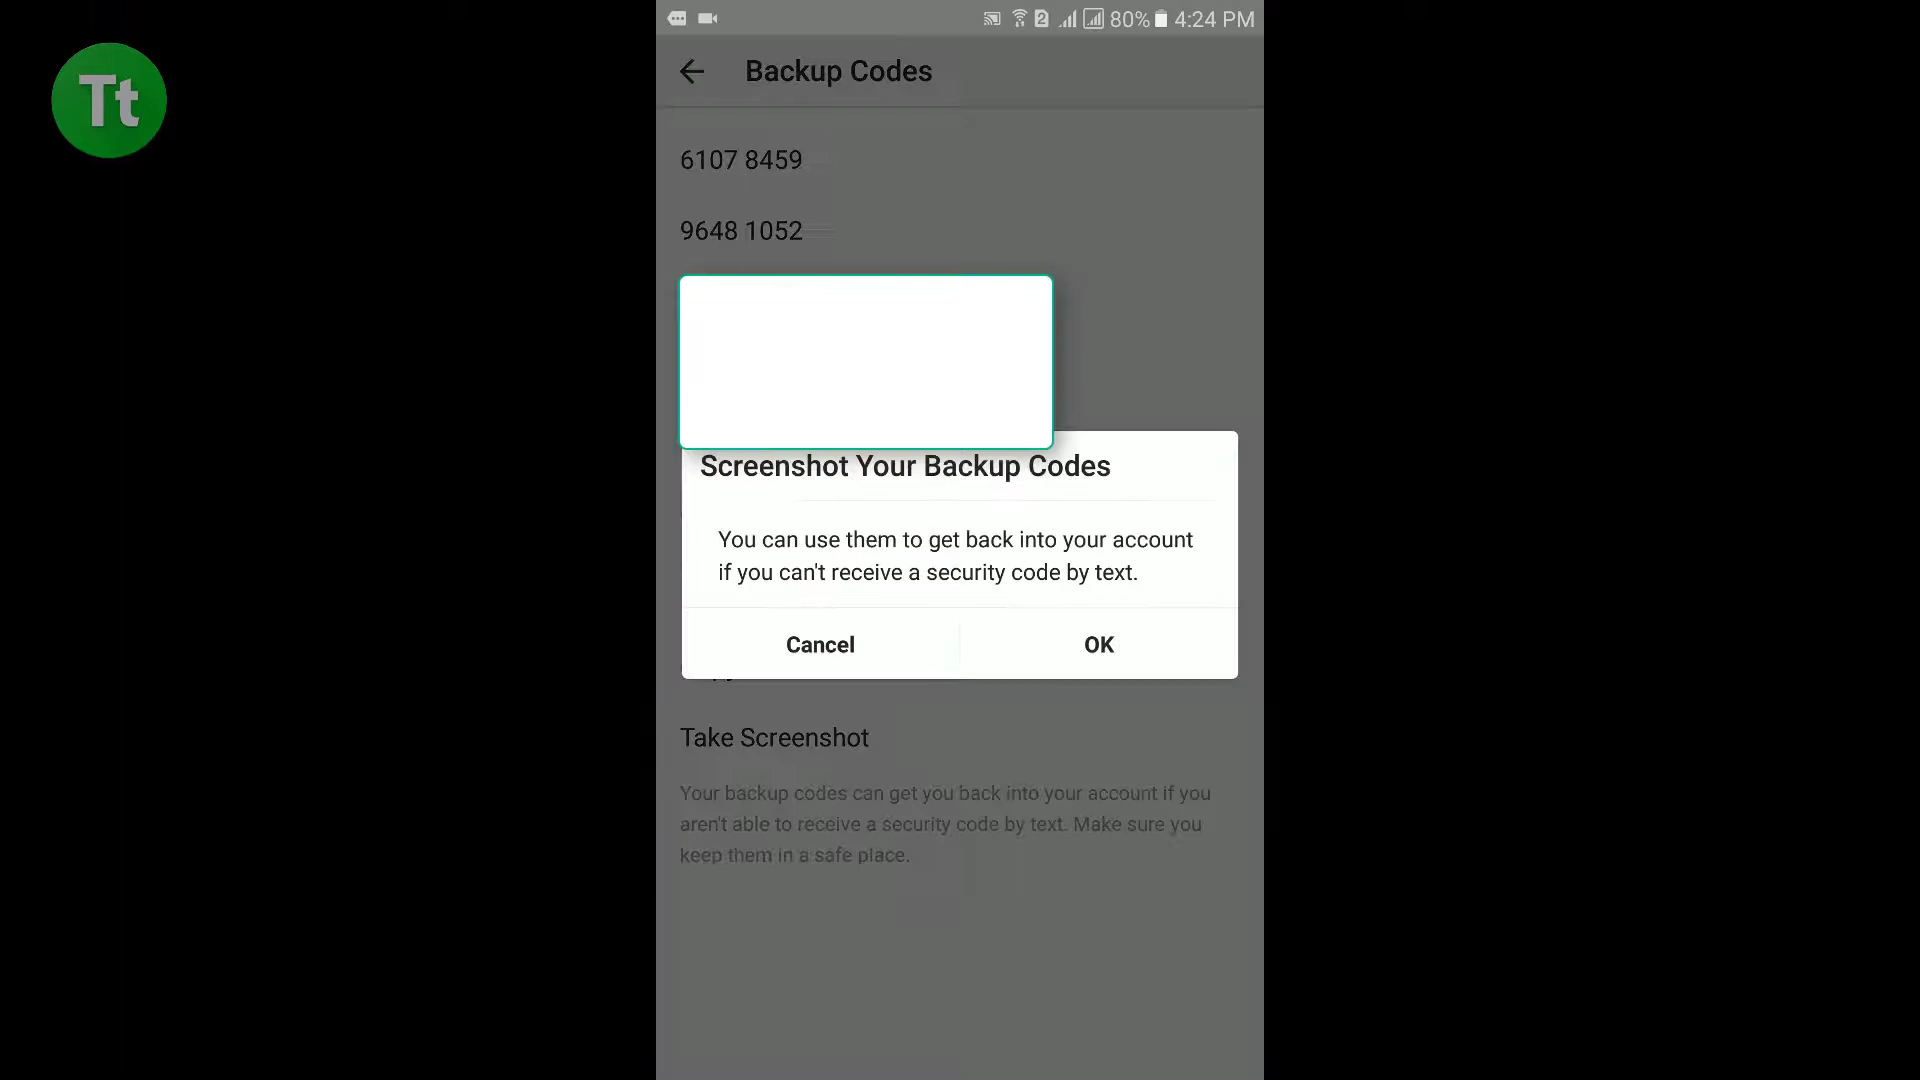 Tt
2 80% 4:24 PM
Backup Codes
6107 8459
9648 1052
Screenshot Your Backup Codes
You can use them to get back into your account
if you can't receive a security code by text.
Cancel OK
Take Screenshot
Your backup codes can get you back into your account if you
aren't able to receive a security code by text. Make sure you
keep them in a safe place.